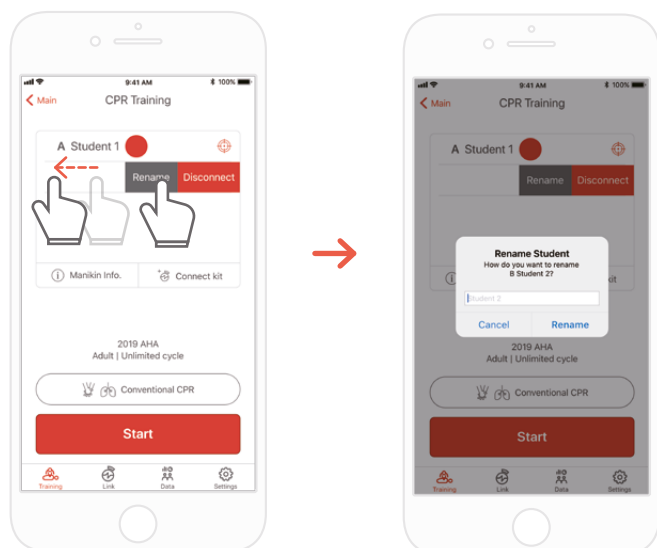 9:41 AM
100%
Main
CPR Training
A Student 1
Rename
Disconnect
Manikin Info.
Connect kit
2019 AHA
Adult | Unlimited cycle
Conventional CPR
Start
Training
Link
Data
Settings
9:41 AM
100%
Main
CPR Training
A Student 1
Rename
Disconnect
Rename Student
How do you want to rename
B Student 2?
Student 2
Cancel
Rename
kit
2019 AHA
Adult | Unlimited cycle
Conventional CPR
Start
Training
Link
Data
Settings